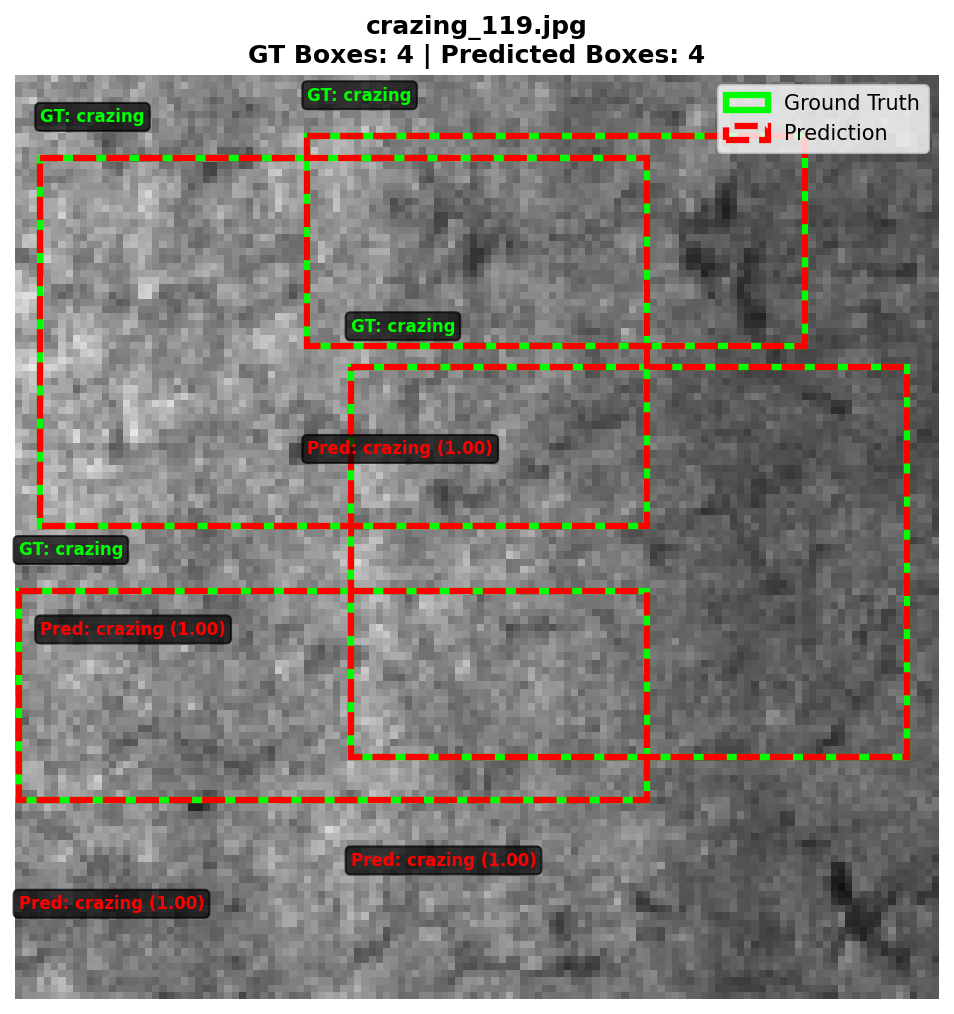 crazing_119.jpg
GT Boxes: 4 | Predicted Boxes: 4
GT: crazing
GT: crazing
Ground Truth
Prediction
GT: crazing
Pred: crazing (1.00)
GT: crazing
Pred: crazing (1.00)
Pred: crazing (1.00)
Pred: crazing (1.00)